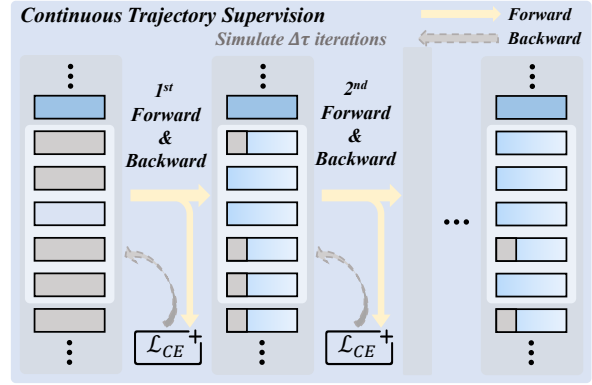 Continuous Trajectory Supervision
Forward
Simulate Δτ iterations
Backward
1st
Forward
&
Backward
2nd
Forward
&
Backward
ℒCE+
ℒCE+